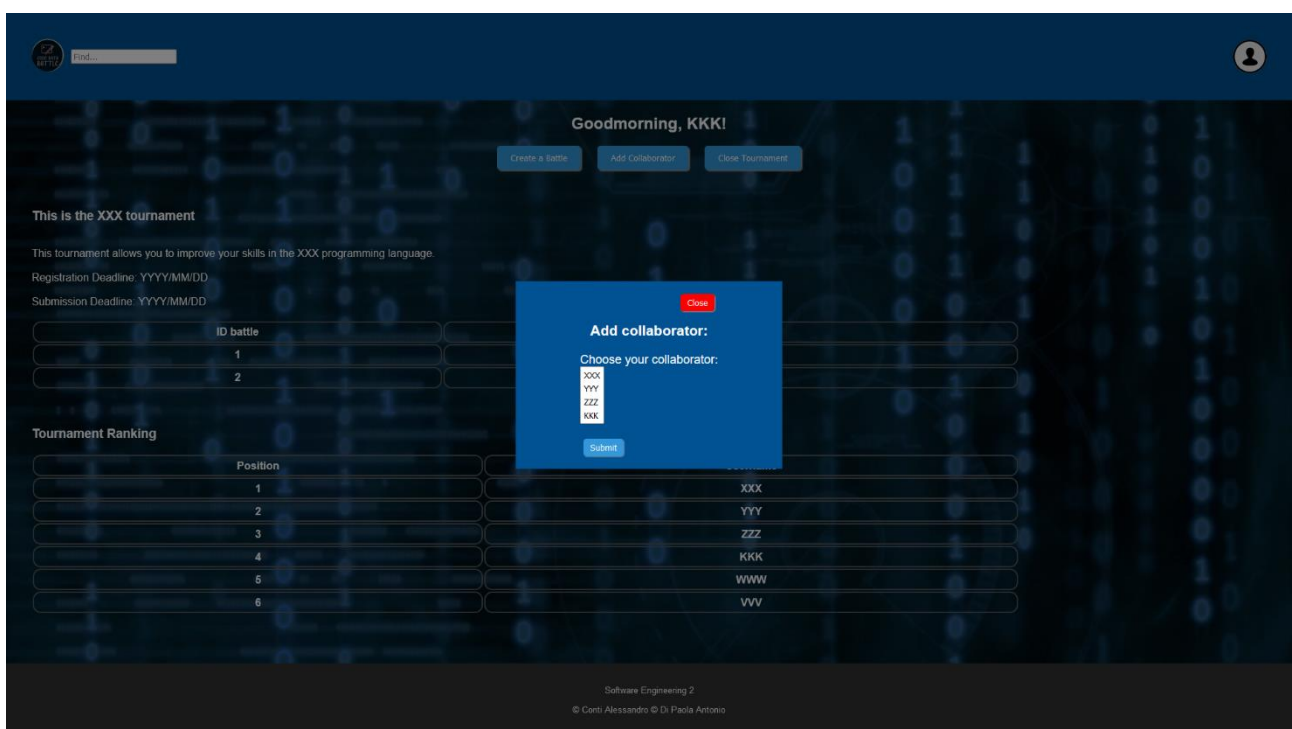 Find...
Goodmorning, KKK!
Create a Battle Add Collaborator Close Tournament
This is the XXX tournament
This tournament allows you to improve your skills in the XXX programming language.
Registration Deadline: YYYY/MM/DD
Submission Deadline: YYYY/MM/DD
ID battle
1
2
Close
Add collaborator:
Choose your collaborator:
XXX
YYY
ZZZ
KKK
Submit
Tournament Ranking
Position
1 XXX
2 YYY
3 ZZZ
4 KKK
5 WWW
6 VVV
Software Engineering 2
© Conti Alessandro © Di Paola Antonio